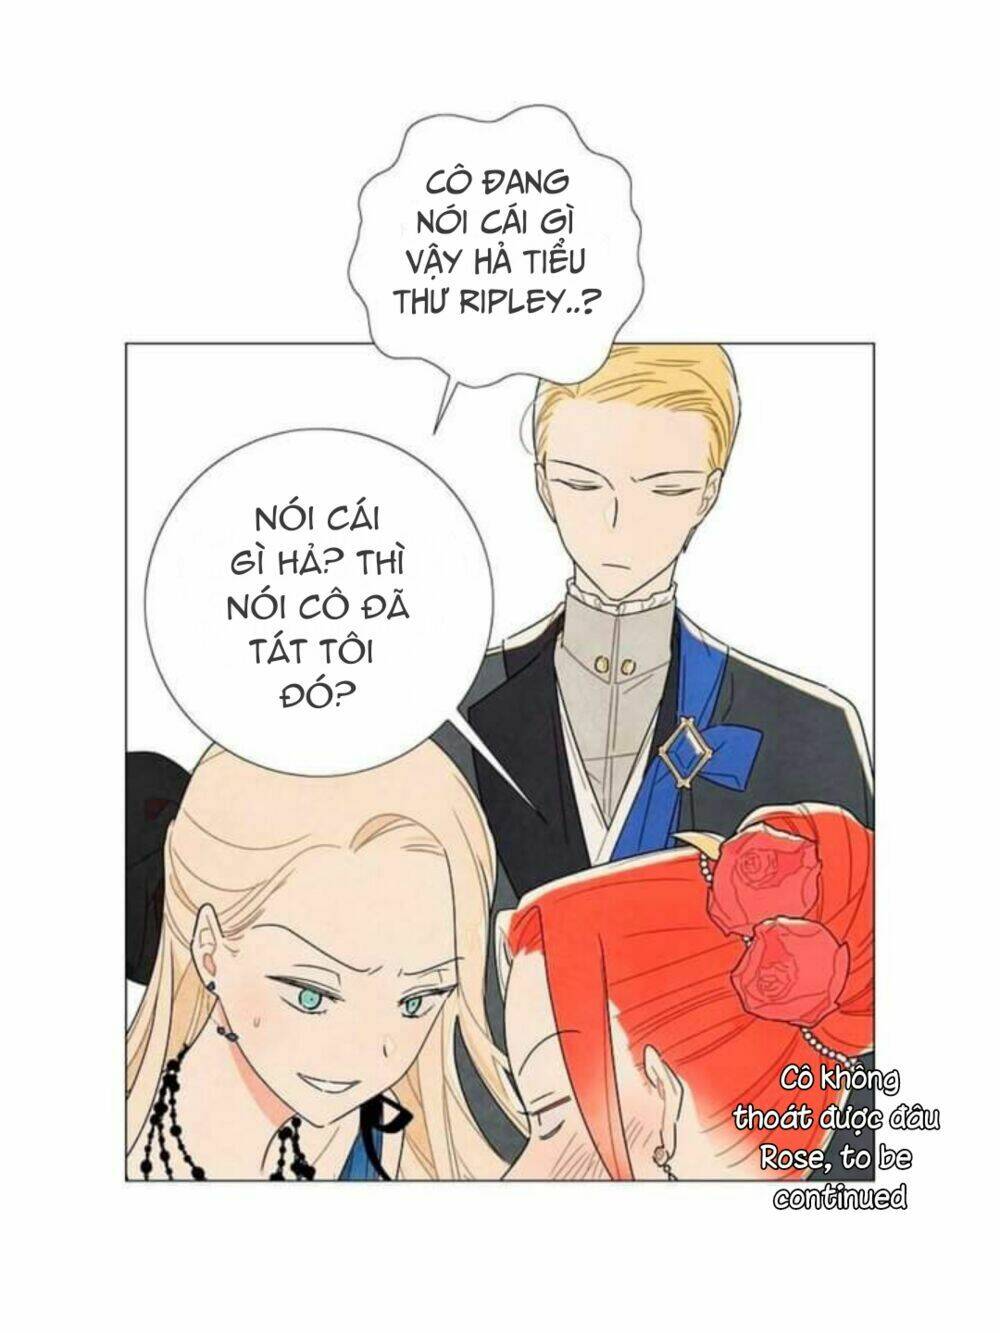 CÔ ĐANG
NÓI CÁI GÌ
VẬY HẢ TIỂU
THƯ RIPLEY..?
NÓI CÁI
GÌ HẢ? THÌ
NÓI CÔ ĐÃ
TÁT TÔI
ĐÓ?
Cô không
thoát được đâu
Rose, to be
continued